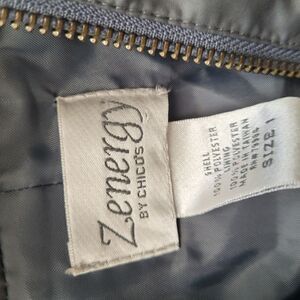 Zenergy
BY CHICO'S
SHELL
100% POLYESTER
LINING
100% POLYESTER
MADE IN TAIWAN
SIZE 1